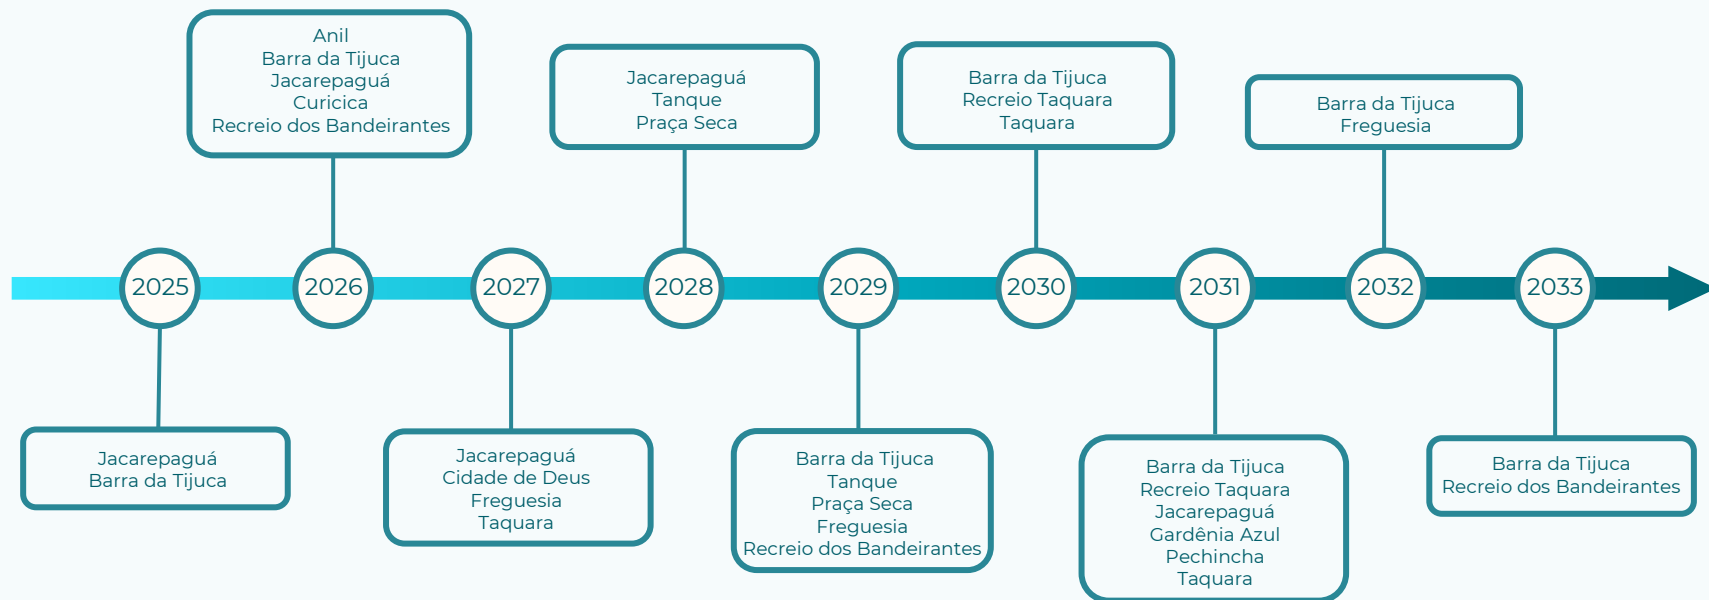 Anil
Barra da Tijuca
Jacarepaguá
Curicica
Recreio dos Bandeirantes
Jacarepaguá
Tanque
Praça Seca
Barra da Tijuca
Recreio Taquara
Taquara
Barra da Tijuca
Freguesia
2025
2026
2027
2028
2029
2030
2031
2032
2033
Jacarepaguá
Barra da Tijuca
Jacarepaguá
Cidade de Deus
Freguesia
Taquara
Barra da Tijuca
Tanque
Praça Seca
Freguesia
Recreio dos Bandeirantes
Barra da Tijuca
Recreio Taquara
Jacarepaguá
Gardênia Azul
Pechincha
Taquara
Barra da Tijuca
Recreio dos Bandeirantes